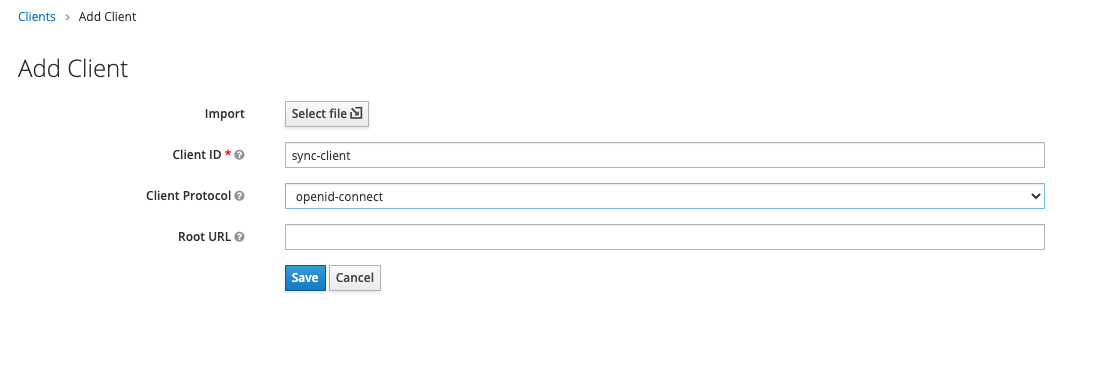 Clients › Add Client
Add Client
Import Select file
Client ID * sync-client
Client Protocol openid-connect
Root URL
Save Cancel